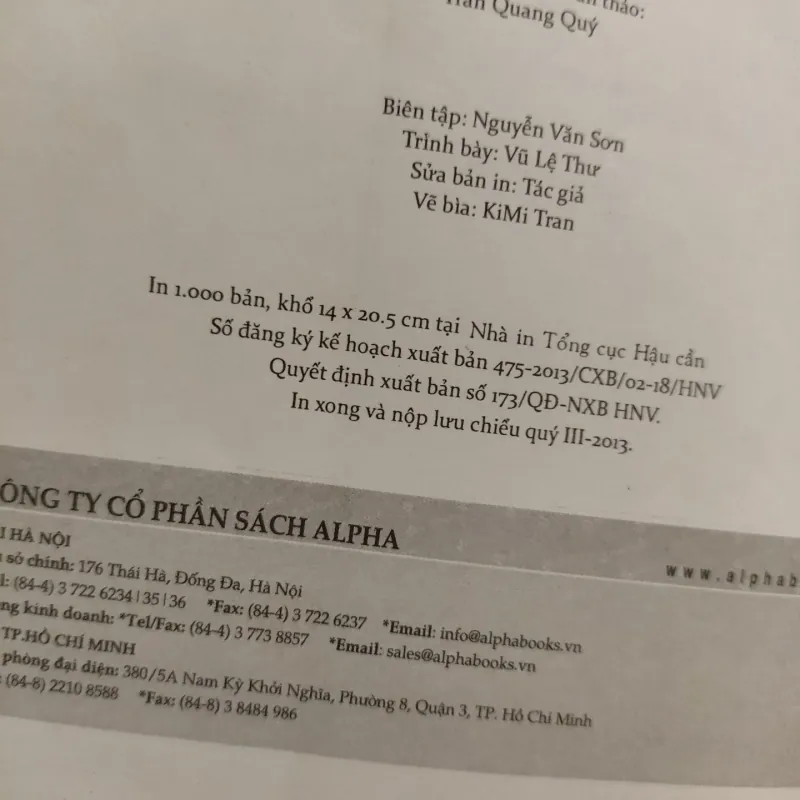 thảo:
Trần Quang Quý
Biên tập: Nguyễn Văn Sơn
Trình bày: Vũ Lệ Thư
Sửa bản in: Tác giả
Vẽ bìa: KiMi Tran
In 1.000 bản, khổ 14 x 20.5 cm tại Nhà in Tổng cục Hậu cần
Số đăng ký kế hoạch xuất bản 475-2013/CXB/02-18/HNV
Quyết định xuất bản số 173/QĐ-NXB HNV.
In xong và nộp lưu chiểu quý III-2013.
ÔNG TY CỔ PHẦN SÁCH ALPHA
www.alphab
I HÀ NỘI
sở chính: 176 Thái Hà, Đống Đa, Hà Nội
l: (84-4) 3 722 6234|35|36 *Fax: (84-4) 3 722 6237 *Email: info@alphabooks.vn
ng kinh doanh: *Tel/Fax: (84-4) 3 773 8857 *Email: sales@alphabooks.vn
TP.HỒ CHÍ MINH
phòng đại diện: 380/5A Nam Kỳ Khởi Nghĩa, Phường 8, Quận 3, TP. Hồ Chí Minh
(84-8) 2210 8588 *Fax: (84-8) 3 8484 986